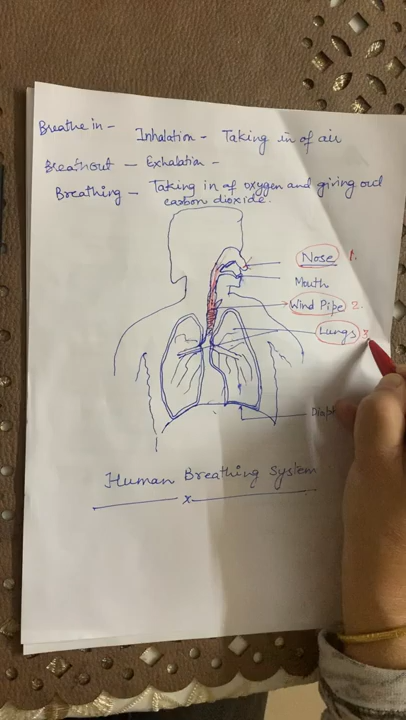 Breathe in - Inhalation - Taking in of air
Breathout - Exhalation -
Breathing - Taking in of oxygen and giving out
carbon dioxide.
Nose 1.
Mouth
Wind Pipe 2.
Lungs 3.
Human Breathing System
x